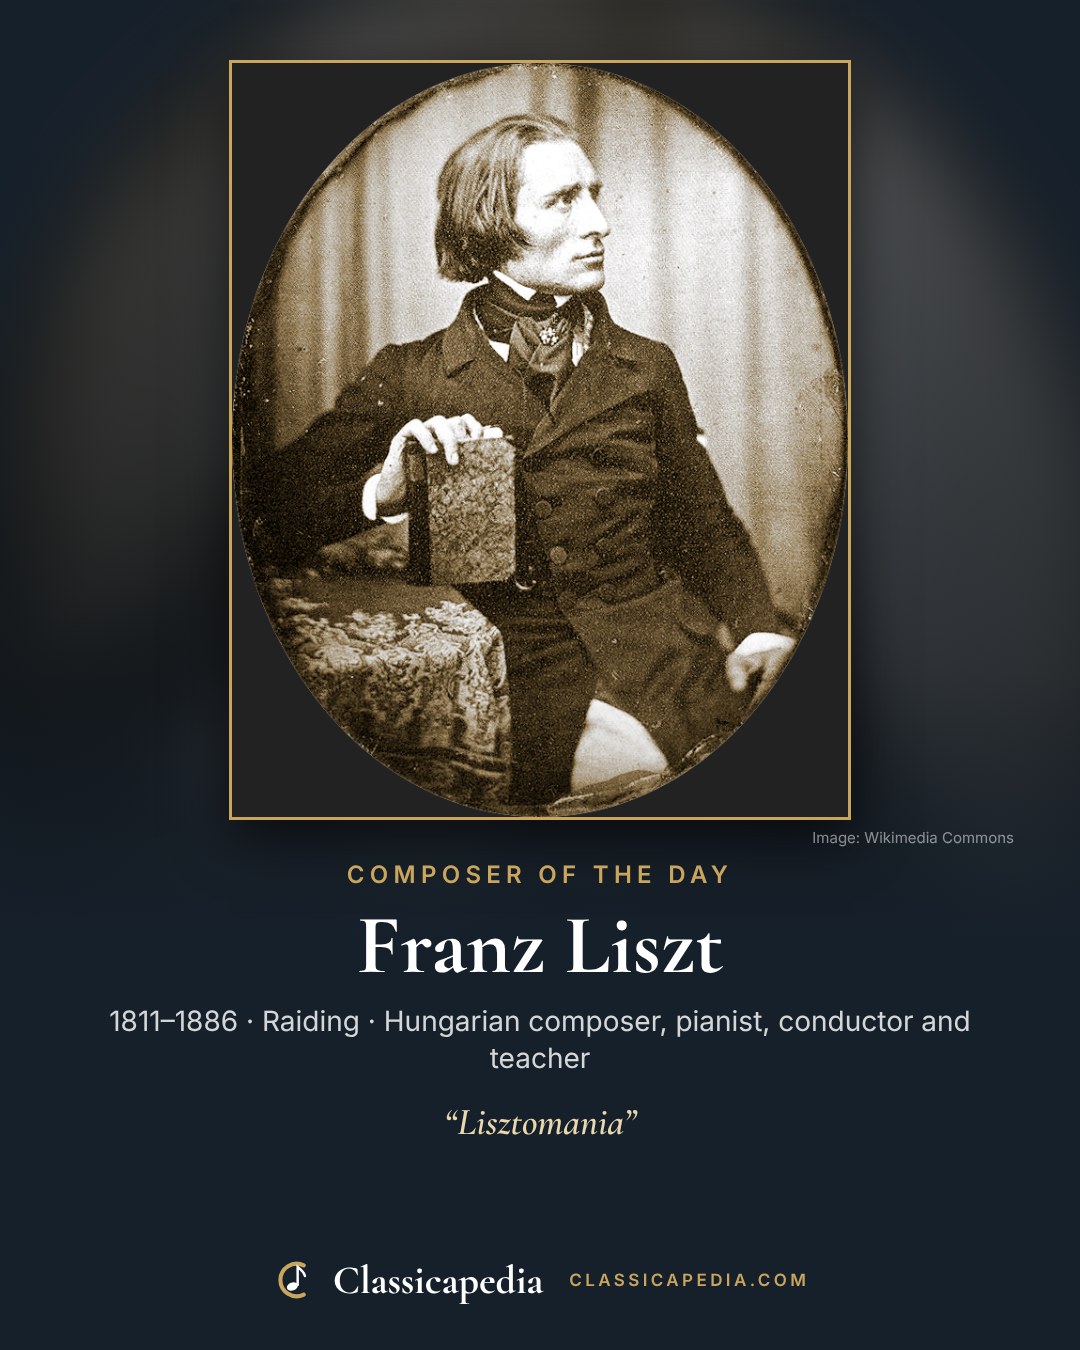 Image: Wikimedia Commons
COMPOSER OF THE DAY
Franz Liszt
1811–1886 · Raiding · Hungarian composer, pianist, conductor and
teacher
“Lisztomania”
Classicapedia CLASSICAPEDIA.COM